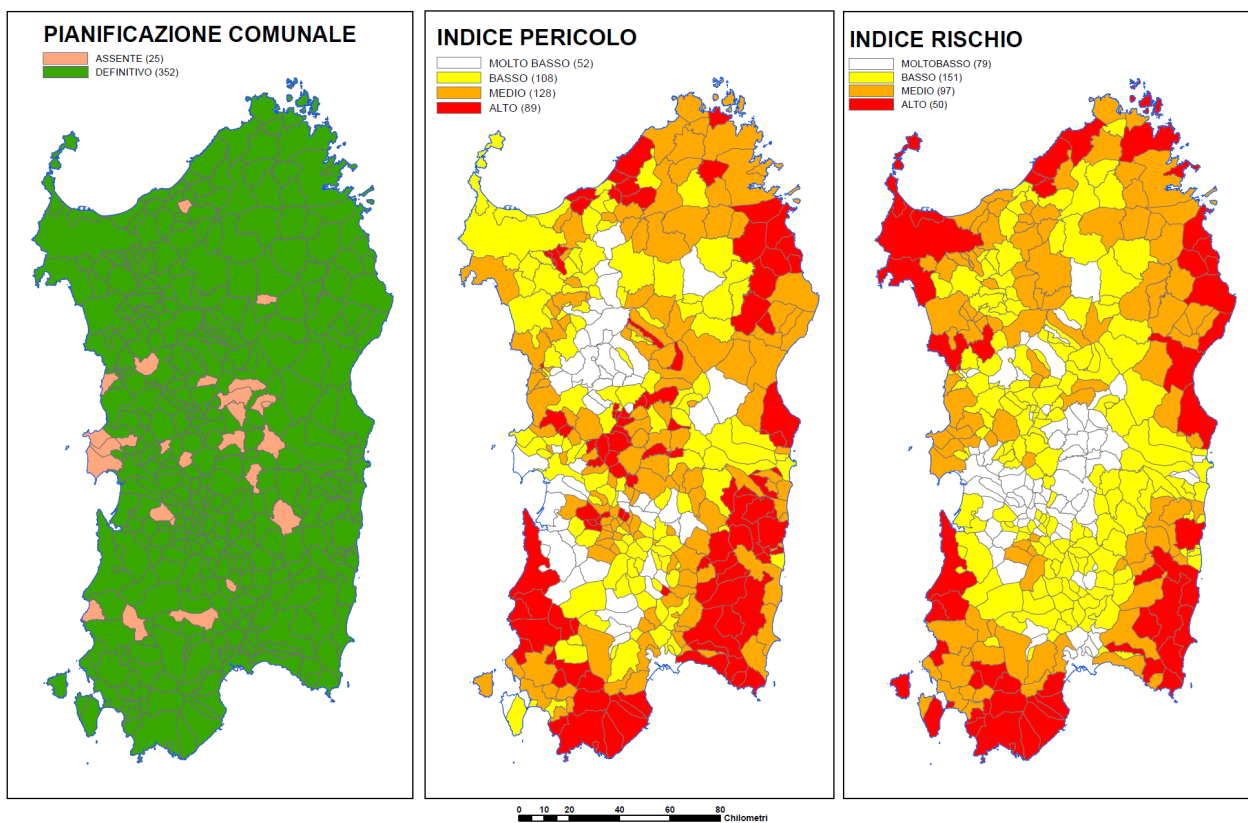 PIANIFICAZIONE COMUNALE
ASSENTE (25)
DEFINITIVO (352)
INDICE PERICOLO
MOLTO BASSO (52)
BASSO (108)
MEDIO (128)
ALTO (89)
INDICE RISCHIO
MOLTOBASSO (79)
BASSO (151)
MEDIO (97)
ALTO (50)
0 10 20 40 60 80
Chilometri